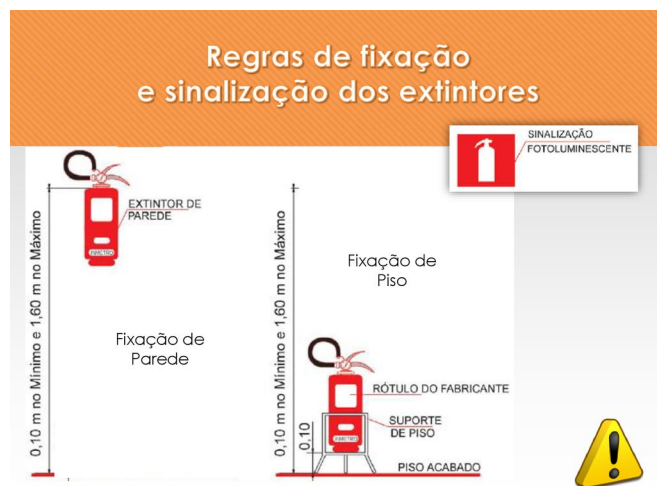 Regras de fixação
e sinalização dos extintores
SINALIZAÇÃO
FOTOLUMINESCENTE
EXTINTOR DE
PAREDE
INMETRO
0,10 m no Mínimo e 1,60 m no Máximo
Fixação de
Parede
0,10 m no Mínimo e 1,60 m no Máximo
Fixação de
Piso
RÓTULO DO FABRICANTE
SUPORTE
DE PISO
INMETRO
0,10
PISO ACABADO